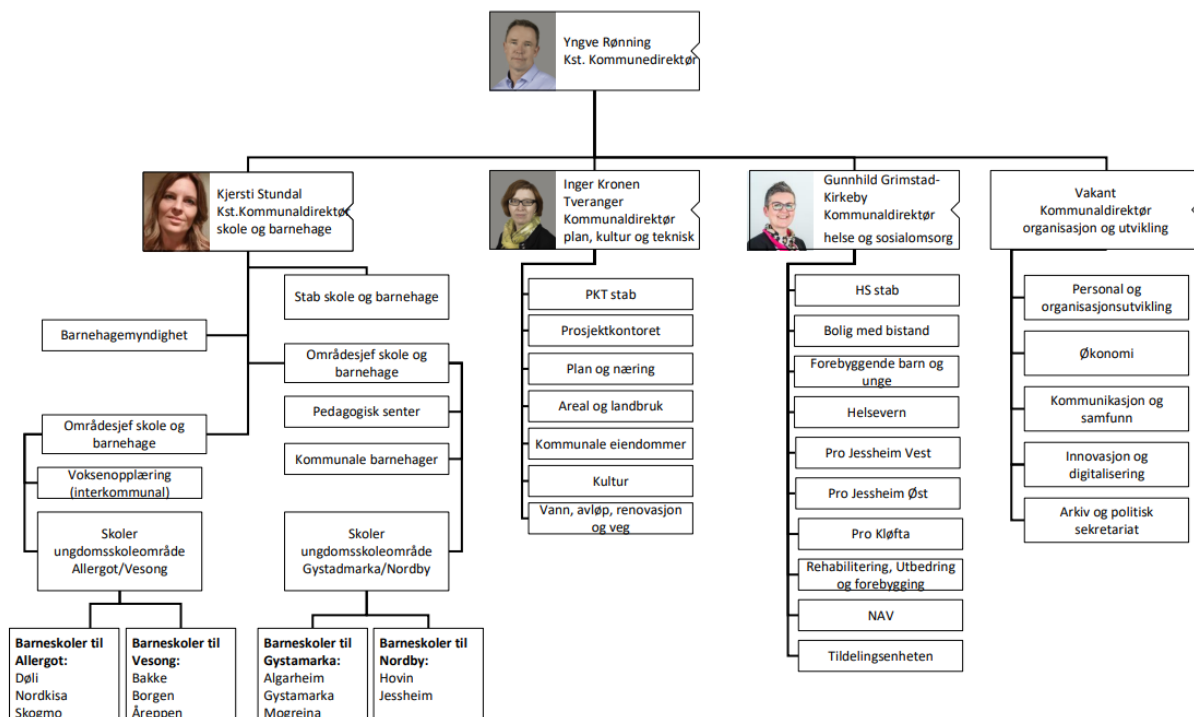 Yngve Rønning
Kst. Kommunedirektør
Kjersti Stundal
Kst.Kommunaldirektør
skole og barnehage
Inger Kronen
Tveranger
Kommunaldirektør
plan, kultur og teknisk
Gunnhild Grimstad-
Kirkeby
Kommunaldirektør
helse og sosialomsorg
Vakant
Kommunaldirektør
organisasjon og utvikling
Stab skole og barnehage
Barnehagemyndighet
Områdesjef skole og
barnehage
Pedagogisk senter
Områdesjef skole og
barnehage
Kommunale barnehager
Voksenopplæring
(interkommunal)
Skoler
ungdomsskoleområde
Allergot/Vesong
Skoler
ungdomsskoleområde
Gystadmarka/Nordby
Barneskoler til
Allergot:
Døli
Nordkisa
Skogmo
Barneskoler til
Vesong:
Bakke
Borgen
Åreppen
Barneskoler til
Gystamarka:
Algarheim
Gystamarka
Mogreina
Barneskoler til
Nordby:
Hovin
Jessheim
PKT stab
Prosjektkontoret
Plan og næring
Areal og landbruk
Kommunale eiendommer
Kultur
Vann, avløp, renovasjon
og veg
HS stab
Bolig med bistand
Forebyggende barn og
unge
Helsevern
Pro Jessheim Vest
Pro Jessheim Øst
Pro Kløfta
Rehabilitering, Utbedring
og forebygging
NAV
Tildelingsenheten
Personal og
organisasjonsutvikling
Økonomi
Kommunikasjon og
samfunn
Innovasjon og
digitalisering
Arkiv og politisk
sekretariat